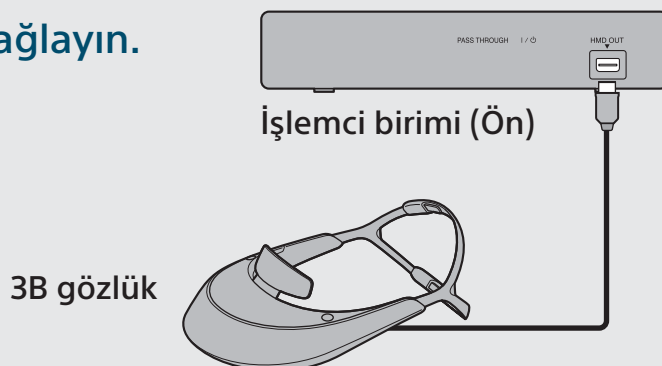 ağlayın.
PASS THROUGH I / ⏻ HMD OUT
İşlemci birimi (Ön)
3B gözlük